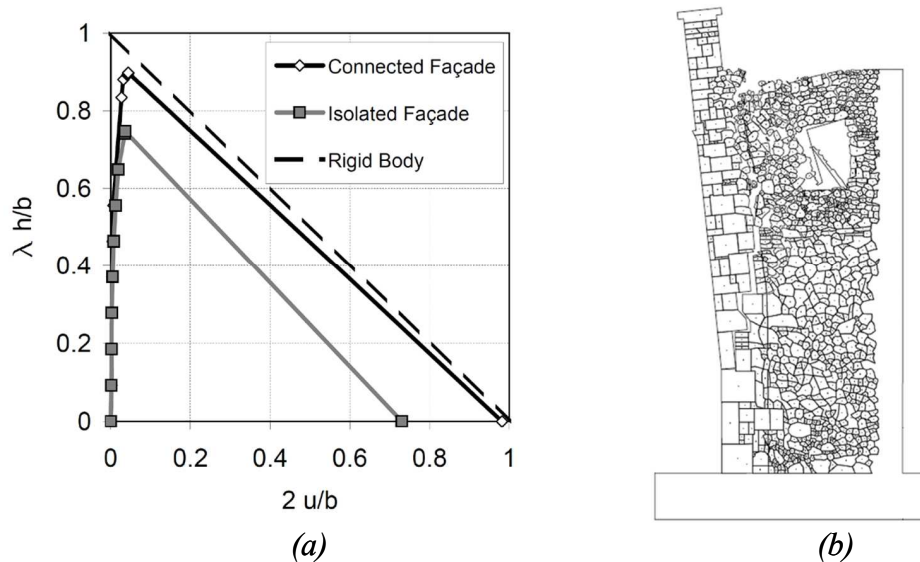 1
0.8
0.6
0.4
0.2
0
λ h/b
Connected Façade
Isolated Façade
Rigid Body
0 0.2 0.4 0.6 0.8 1
2 u/b
(a) (b)